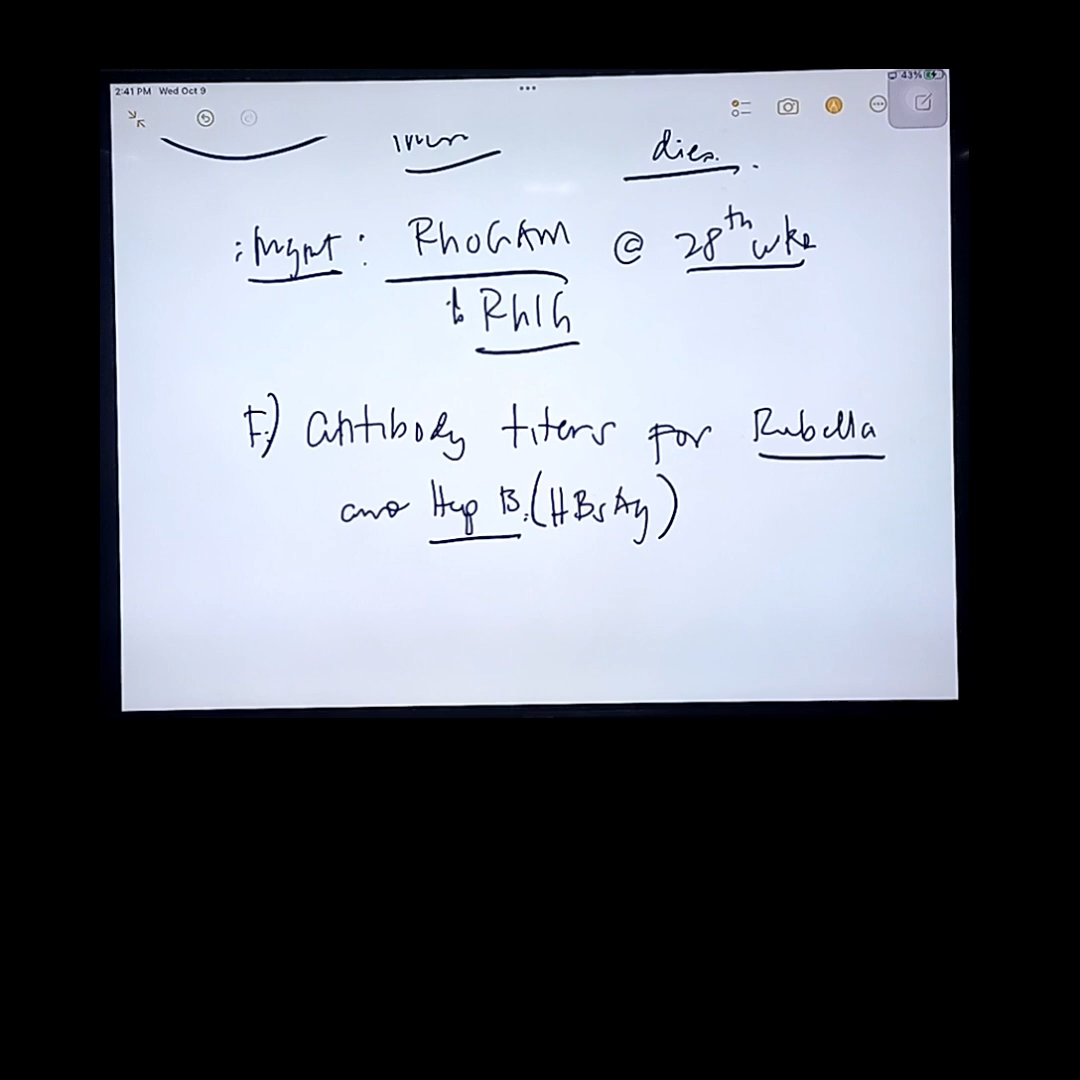 2:41 PM Wed Oct 9
43%
dies.
: Mgmt : RhoGAM @ 28th wks
RhIG
F.) Antibody titers for Rubella
and Hep B. (HBsAg)